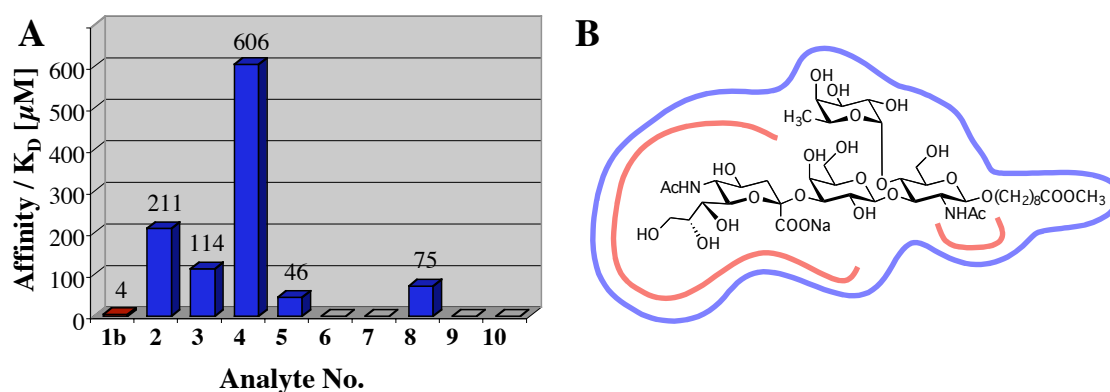 A
Affinity / K_D [µM]
600
500
400
300
200
100
0
4
211
114
606
46
75
1b 2 3 4 5 6 7 8 9 10
Analyte No.
B
OH
OH
OH
H₃C
O
O
OH
OH
OH
HO
AcHN
O
O
O
O
O
O
O
O(CH₂)₈COOCH₃
OH
NHAc
HO
OH
OH
COONa